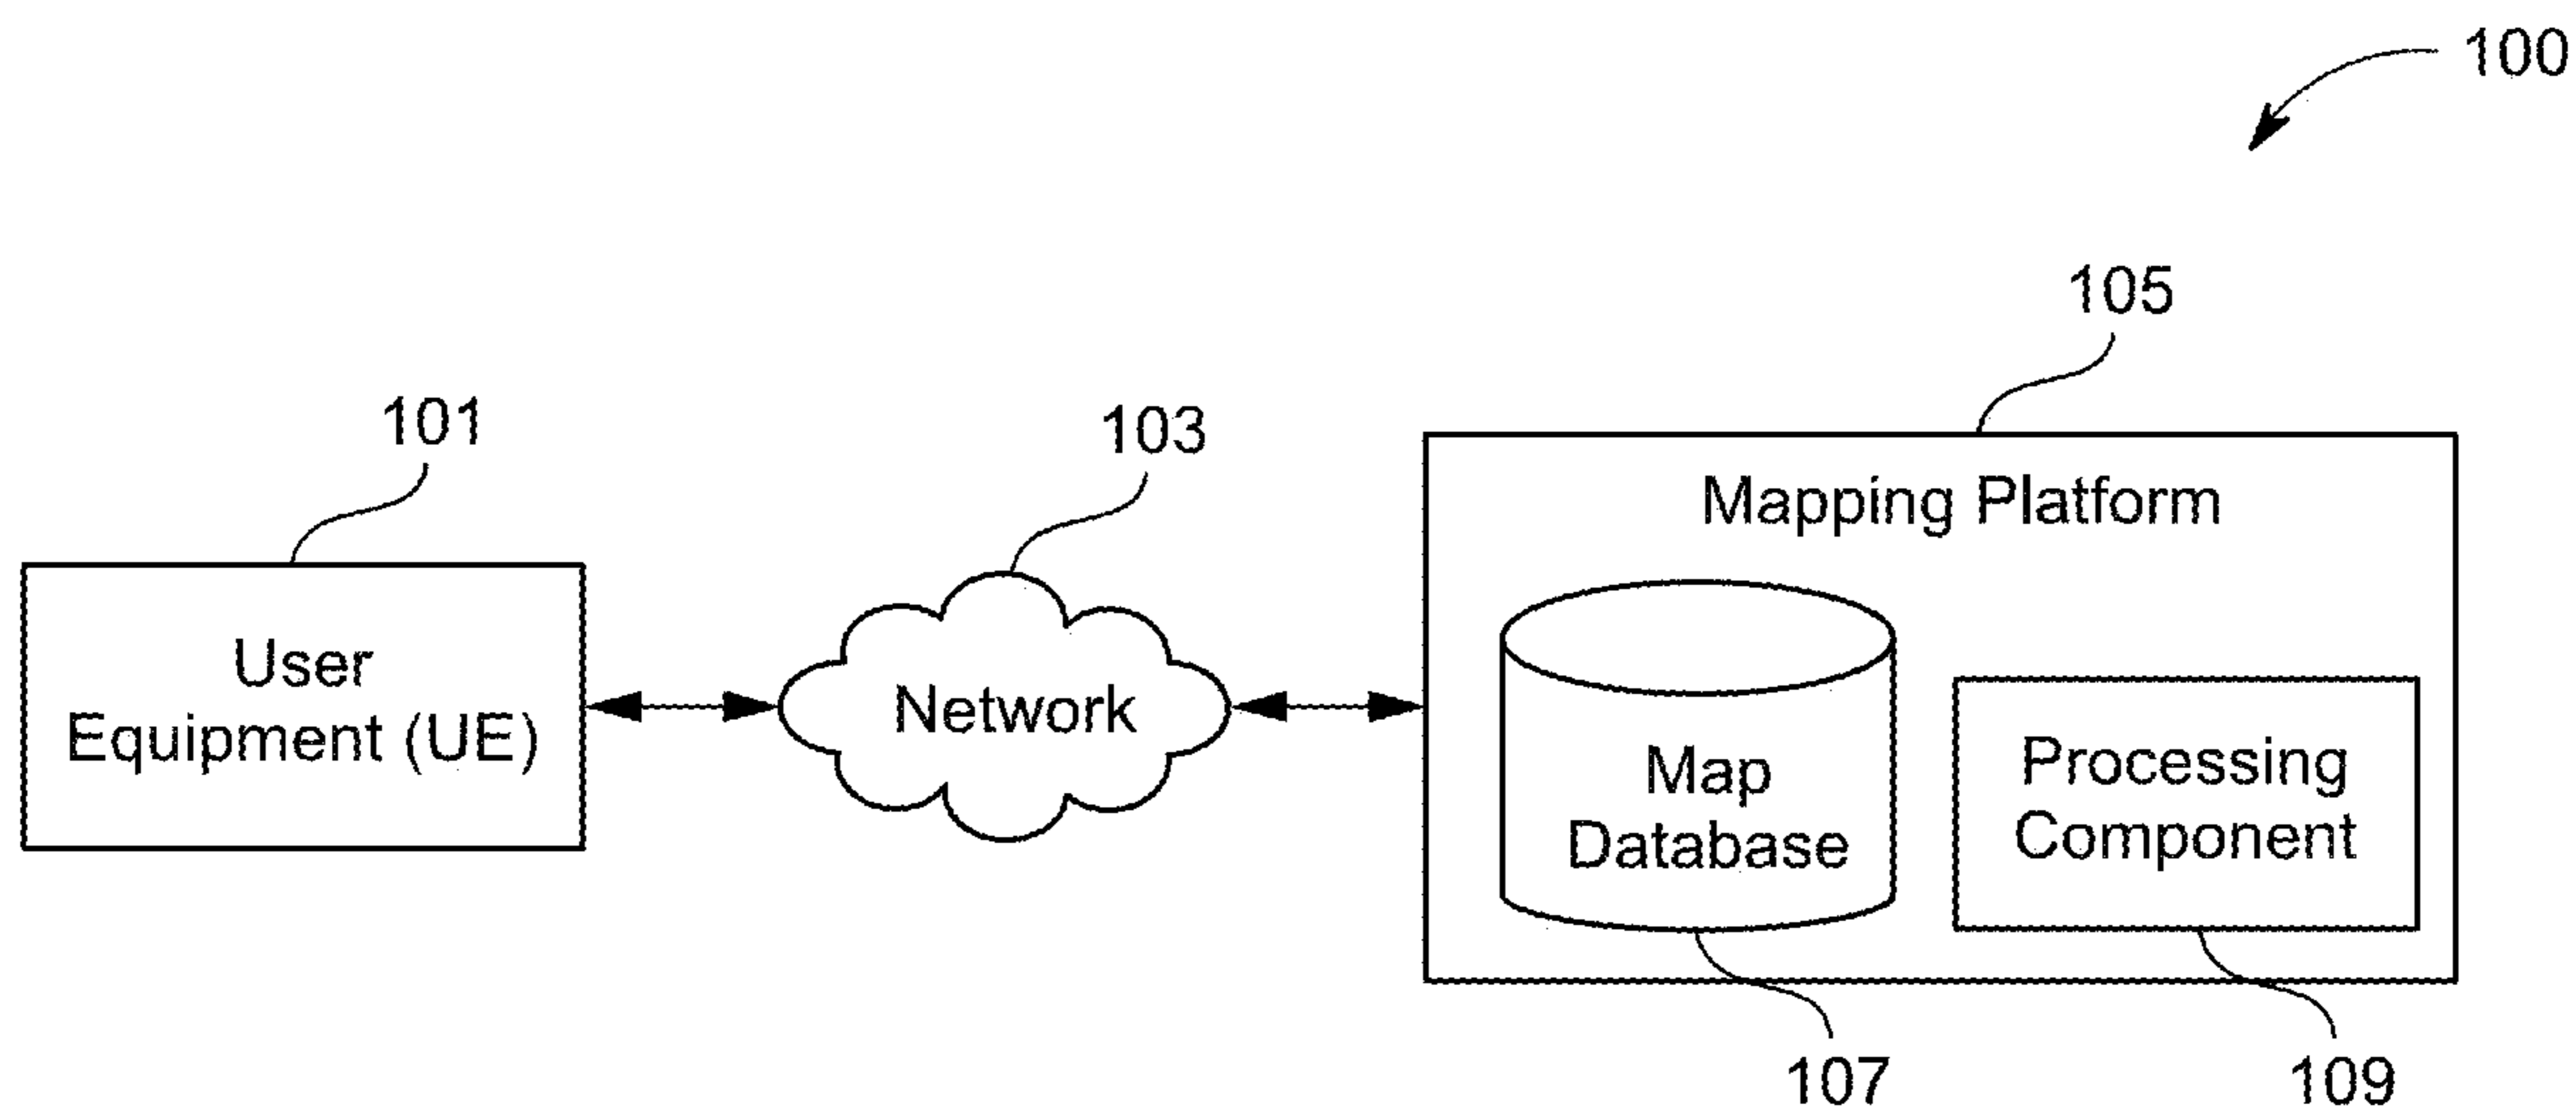 100
105
101
103
Mapping Platform
User
Equipment (UE)
Network
Map
Database
Processing
Component
107
109